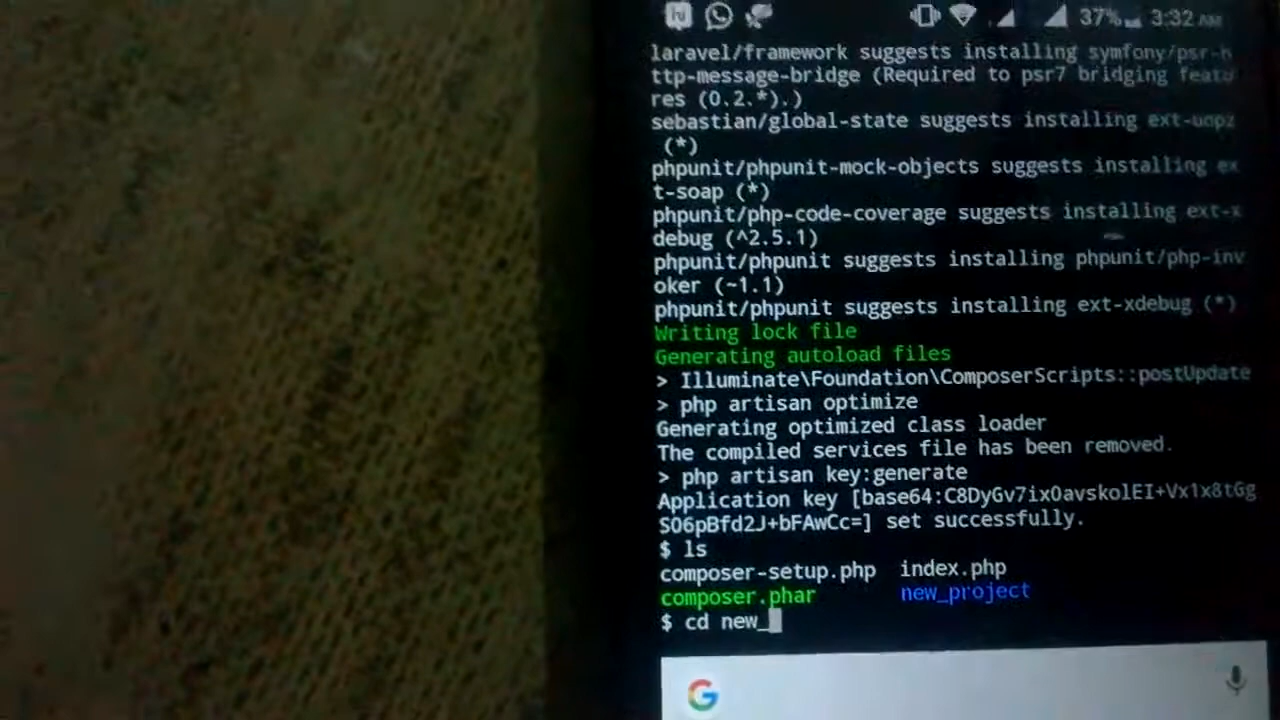 37% 3:32 AM
laravel/framework suggests installing symfony/psr-h
ttp-message-bridge (Required to psr7 bridging featu
res (0.2.*).)
sebastian/global-state suggests installing ext-uopz
(*)
phpunit/phpunit-mock-objects suggests installing ex
t-soap (*)
phpunit/php-code-coverage suggests installing ext-x
debug (^2.5.1)
phpunit/phpunit suggests installing phpunit/php-inv
oker (~1.1)
phpunit/phpunit suggests installing ext-xdebug (*)
Writing lock file
Generating autoload files
> Illuminate\Foundation\ComposerScripts::postUpdate
> php artisan optimize
Generating optimized class loader
The compiled services file has been removed.
> php artisan key:generate
Application key [base64:C8DyGv7ix0avskolEI+Vx1x8tGg
S06pBfd2J+bFAwCc=] set successfully.
$ ls
composer-setup.php index.php
composer.phar new_project
$ cd new_
G